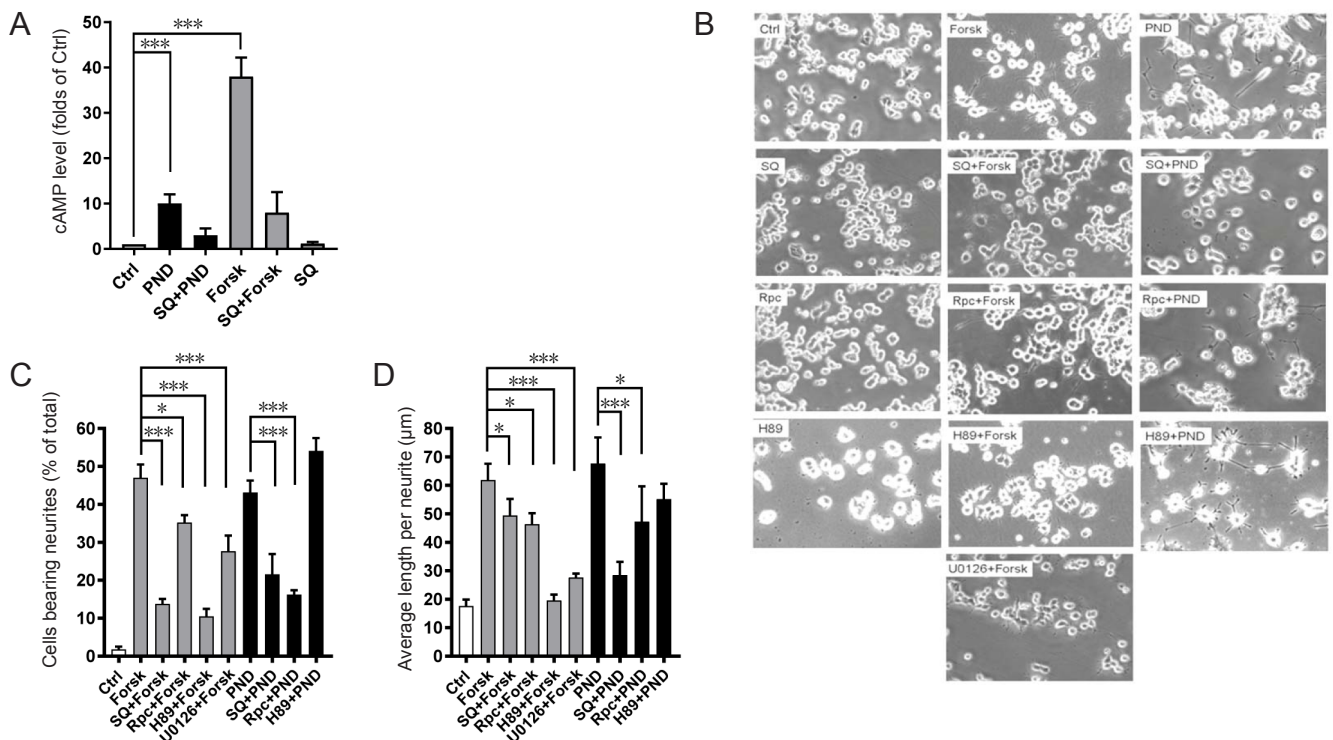 A
cAMP level (folds of Ctrl)
50
40
30
20
10
0
***
***
Ctrl
PND
SQ+PND
Forsk
SQ+Forsk
SQ
B
Ctrl
Forsk
PND
SQ
SQ+Forsk
SQ+PND
Rpc
Rpc+Forsk
Rpc+PND
H89
H89+Forsk
H89+PND
U0126+Forsk
C
Cells bearing neurites (% of total)
60
50
40
30
20
10
0
***
***
*
***
***
***
Ctrl
Forsk
SQ+Forsk
Rpc+Forsk
H89+Forsk
U0126+Forsk
PND
SQ+PND
Rpc+PND
H89+PND
D
Average length per neurite (μm)
80
70
60
50
40
30
20
10
0
***
***
*
*
*
***
Ctrl
Forsk
SQ+Forsk
Rpc+Forsk
H89+Forsk
U0126+Forsk
PND
SQ+PND
Rpc+PND
H89+PND